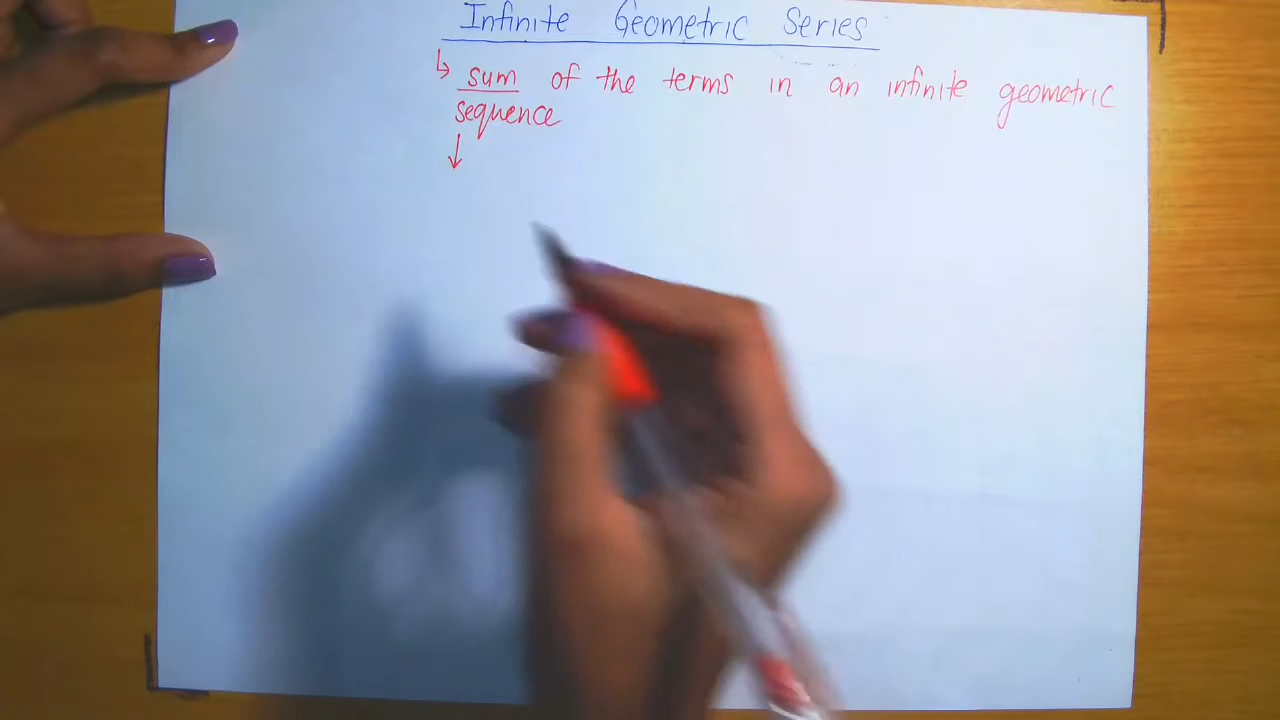 Infinite Geometric Series
↳ sum of the terms in an infinite geometric
sequence
↓